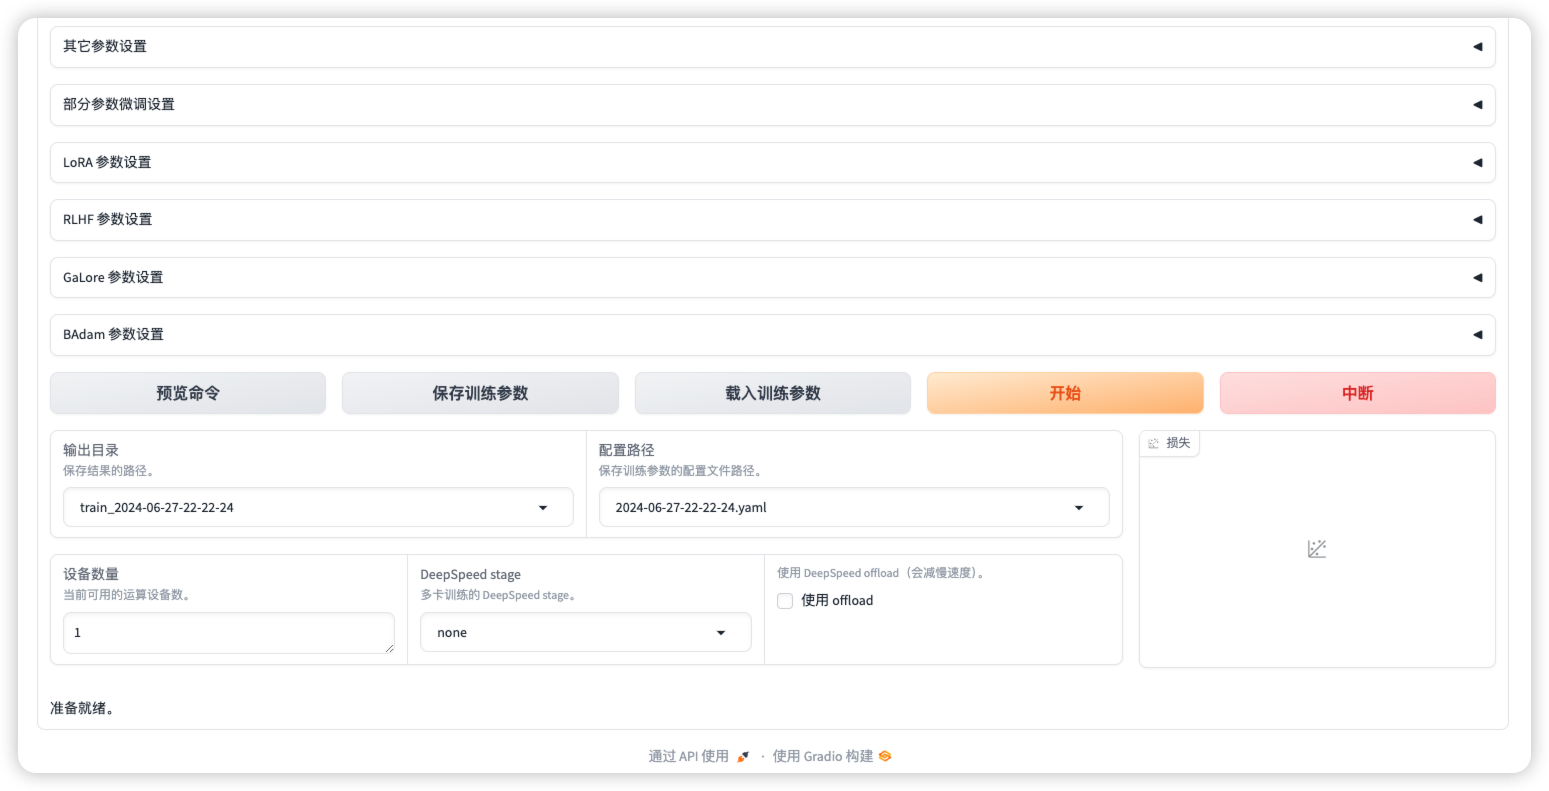 其它参数设置
部分参数微调设置
LoRA 参数设置
RLHF 参数设置
GaLore 参数设置
BAdam 参数设置
预览命令
保存训练参数
载入训练参数
开始
中断
输出目录
保存结果的路径。
train_2024-06-27-22-22-24
配置路径
保存训练参数的配置文件路径。
2024-06-27-22-22-24.yaml
损失
设备数量
当前可用的运算设备数。
1
DeepSpeed stage
多卡训练的 DeepSpeed stage。
none
使用 DeepSpeed offload（会减慢速度）。
使用 offload
准备就绪。
通过 API 使用 · 使用 Gradio 构建